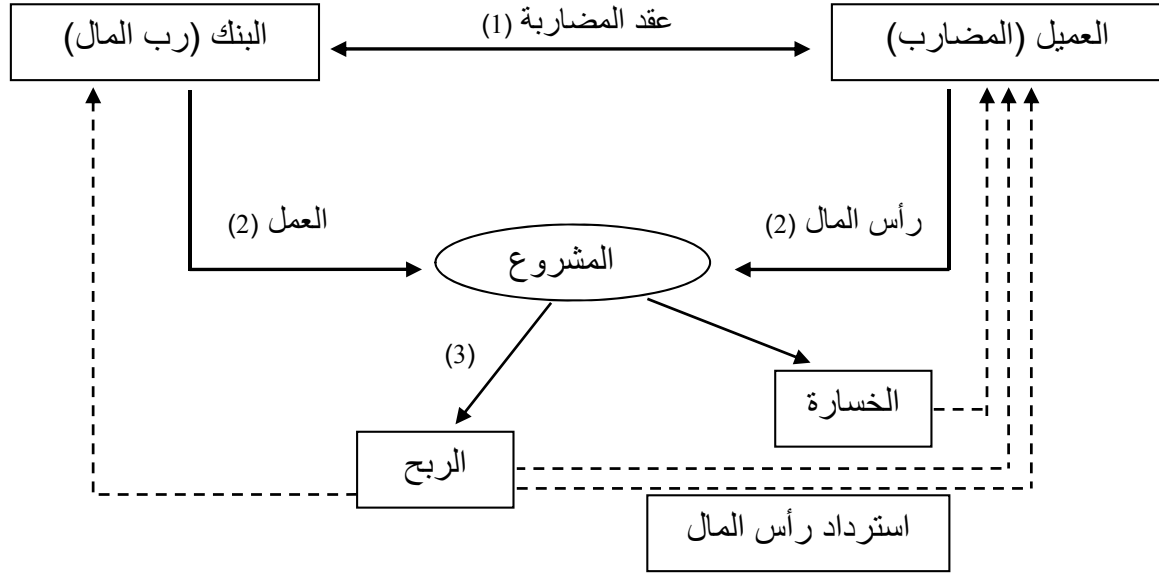 عقد المضاربة (1)
العميل (المضارب)
البنك (رب المال)
رأس المال (2)
العمل (2)
المشروع
(3)
الخسارة
الربح
استرداد رأس المال